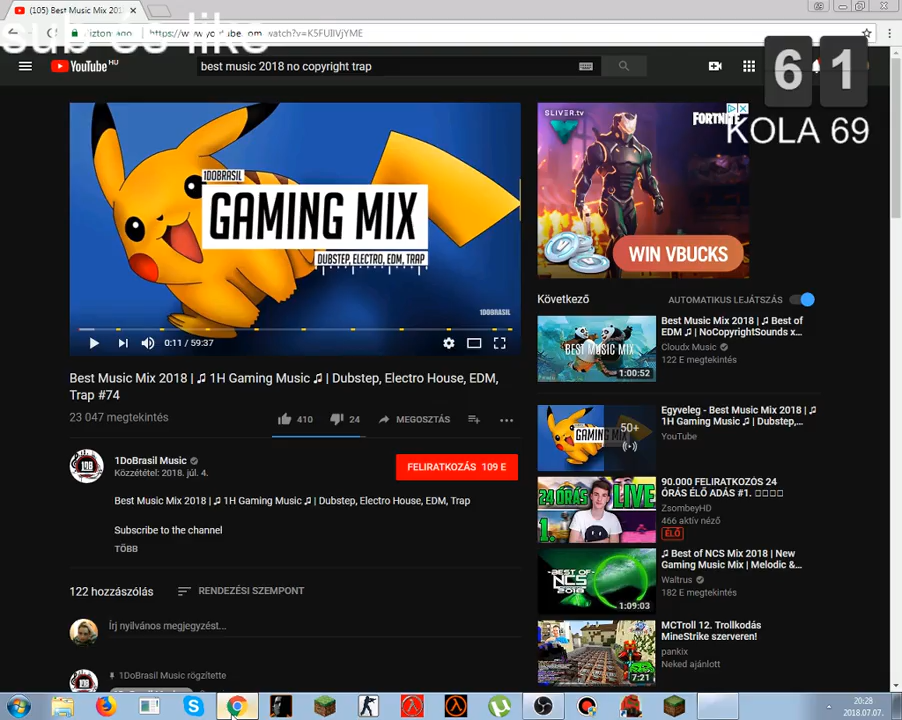 (105) Best Music Mix 201
sub és like
https://www.youtube.com/watch?v=K5FUIlVjYME
YouTube HU
best music 2018 no copyright trap
61
KOLA 69
1DOBRASIL
GAMING MIX
DUBSTEP, ELECTRO, EDM, TRAP
1DOBRASIL
0:11 / 59:37
SLIVER.tv
FORTNITE
WIN VBUCKS
Best Music Mix 2018 | ♫ 1H Gaming Music ♫ | Dubstep, Electro House, EDM,
Trap #74
23 047 megtekintés
410
24
MEGOSZTÁS
1DoBrasil Music
Közzététel: 2018. júl. 4.
FELIRATKOZÁS 109 E
Best Music Mix 2018 | ♫ 1H Gaming Music ♫ | Dubstep, Electro House, EDM, Trap
Subscribe to the channel
TÖBB
122 hozzászólás
RENDEZÉSI SZEMPONT
Írj nyilvános megjegyzést...
1DoBrasil Music rögzítette
Következő
AUTOMATIKUS LEJÁTSZÁS
BEST MUSIC MIX
1:00:52
Best Music Mix 2018 | ♫ Best of
EDM ♫ | NoCopyrightSounds x...
Cloudx Music
122 E megtekintés
GAMING
50+
Egyveleg - Best Music Mix 2018 | ♫
1H Gaming Music ♫ | Dubstep,...
YouTube
24 ÓRÁS
LIVE
1.
90.000 FELIRATKOZÓS 24
ÓRÁS ÉLŐ ADÁS #1.
ZsombeyHD
466 aktív néző
ÉLŐ
BEST OF
NCS
2018
1:09:03
♫ Best of NCS Mix 2018 | New
Gaming Music Mix | Melodic &...
Waltrus
182 E megtekintés
7:21
MCTroll 12. Trollkodás
MineStrike szerveren!
pankix
Neked ajánlott
20:28
2018.07.07.